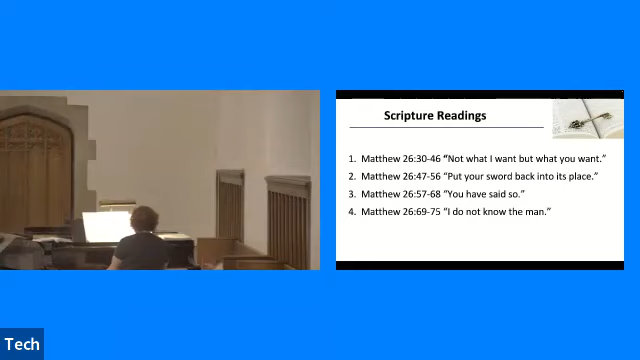 Scripture Readings
1. Matthew 26:30-46 "Not what I want but what you want."
2. Matthew 26:47-56 “Put your sword back into its place.”
3. Matthew 26:57-68 “You have said so.”
4. Matthew 26:69-75 “I do not know the man.”
Tech